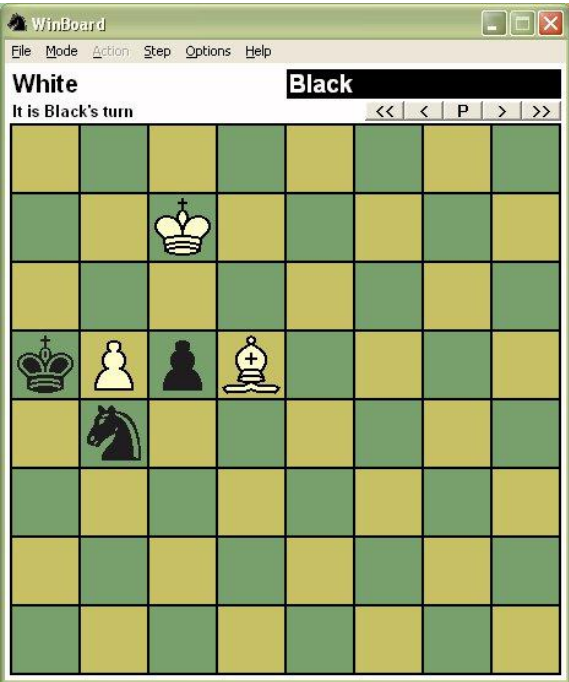 WinBoard
File Mode Action Step Options Help
White Black
It is Black's turn << < P > >>